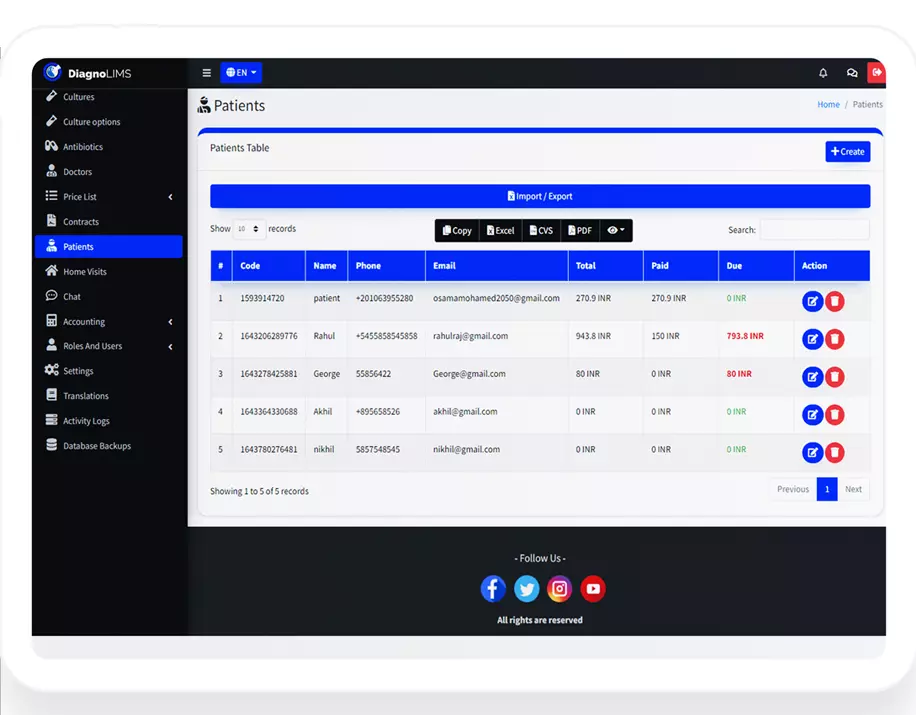 DiagnoLIMS
EN
Cultures
Culture options
Antibiotics
Doctors
Price List
Contracts
Patients
Home Visits
Chat
Accounting
Roles And Users
Settings
Translations
Activity Logs
Database Backups
Patients
Home / Patients
Patients Table
+ Create
Import / Export
Show 10 records
Copy Excel CVS PDF
Search:
# Code Name Phone Email Total Paid Due Action
1 1593914720 patient +201063955280 osamamohamed2050@gmail.com 270.9 INR 270.9 INR 0 INR
2 1643206289776 Rahul +5455858545858 rahulraj@gmail.com 943.8 INR 150 INR 793.8 INR
3 1643278425881 George 55856422 George@gmail.com 80 INR 0 INR 80 INR
4 1643364330688 Akhil +895658526 akhil@gmail.com 0 INR 0 INR 0 INR
5 1643780276481 nikhil 5857548545 nikhil@gmail.com 0 INR 0 INR 0 INR
Showing 1 to 5 of 5 records
Previous 1 Next
- Follow Us -
All rights are reserved